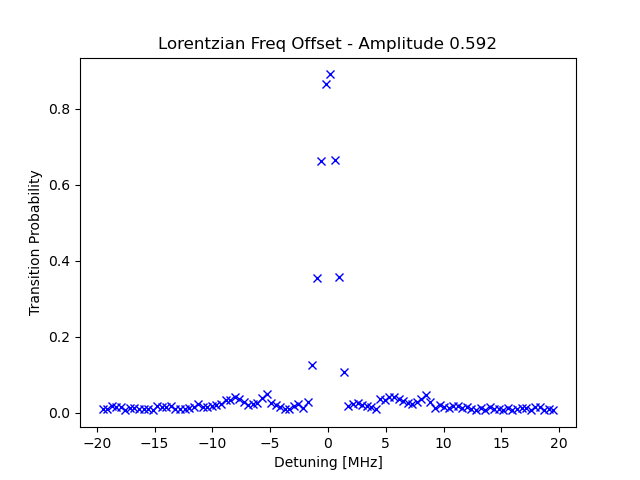 Lorentzian Freq Offset - Amplitude 0.592
Transition Probability
0.8
0.6
0.4
0.2
0.0
−20 −15 −10 −5 0 5 10 15 20
Detuning [MHz]